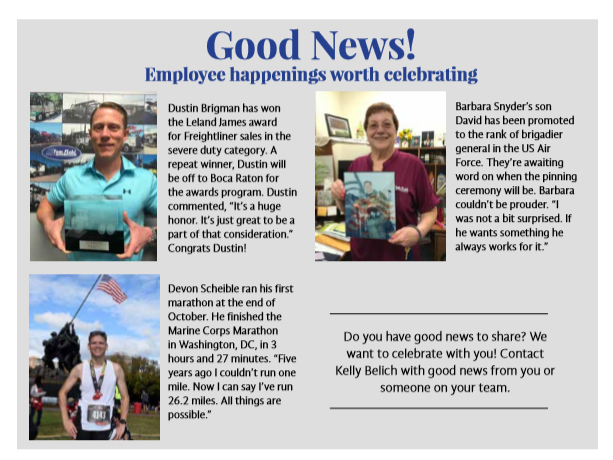 Good News!
Employee happenings worth celebrating
Dustin Brigman has won
the Leland James award
for Freightliner sales in the
severe duty category. A
repeat winner, Dustin will
be off to Boca Raton for
the awards program. Dustin
commented, “It’s a huge
honor. It’s just great to be a
part of that consideration.”
Congrats Dustin!
Barbara Snyder’s son
David has been promoted
to the rank of brigadier
general in the US Air
Force. They’re awaiting
word on when the pinning
ceremony will be. Barbara
couldn’t be prouder. “I
was not a bit surprised. If
he wants something he
always works for it.”
Devon Scheible ran his first
marathon at the end of
October. He finished the
Marine Corps Marathon
in Washington, DC, in 3
hours and 27 minutes. “Five
years ago I couldn’t run one
mile. Now I can say I’ve run
26.2 miles. All things are
possible.”
Do you have good news to share? We
want to celebrate with you! Contact
Kelly Belich with good news from you or
someone on your team.